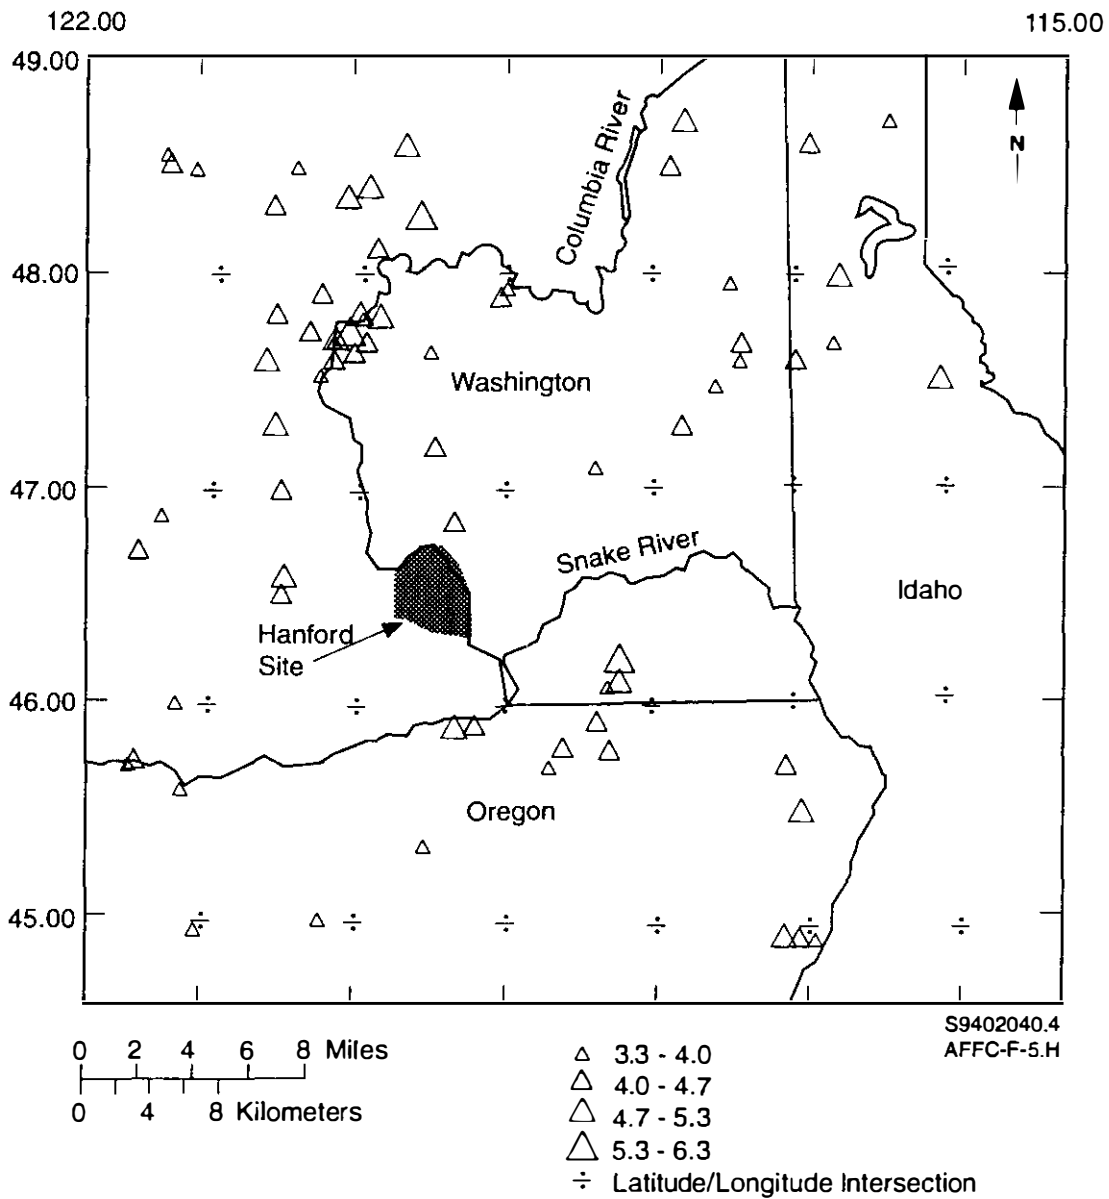 122.00 115.00
49.00
Columbia River
N
48.00
Washington
47.00
Snake River
Idaho
Hanford
Site
46.00
Oregon
45.00
S9402040.4
AFFC-F-5.H
0 2 4 6 8 Miles
0 4 8 Kilometers
3.3 - 4.0
4.0 - 4.7
4.7 - 5.3
5.3 - 6.3
Latitude/Longitude Intersection